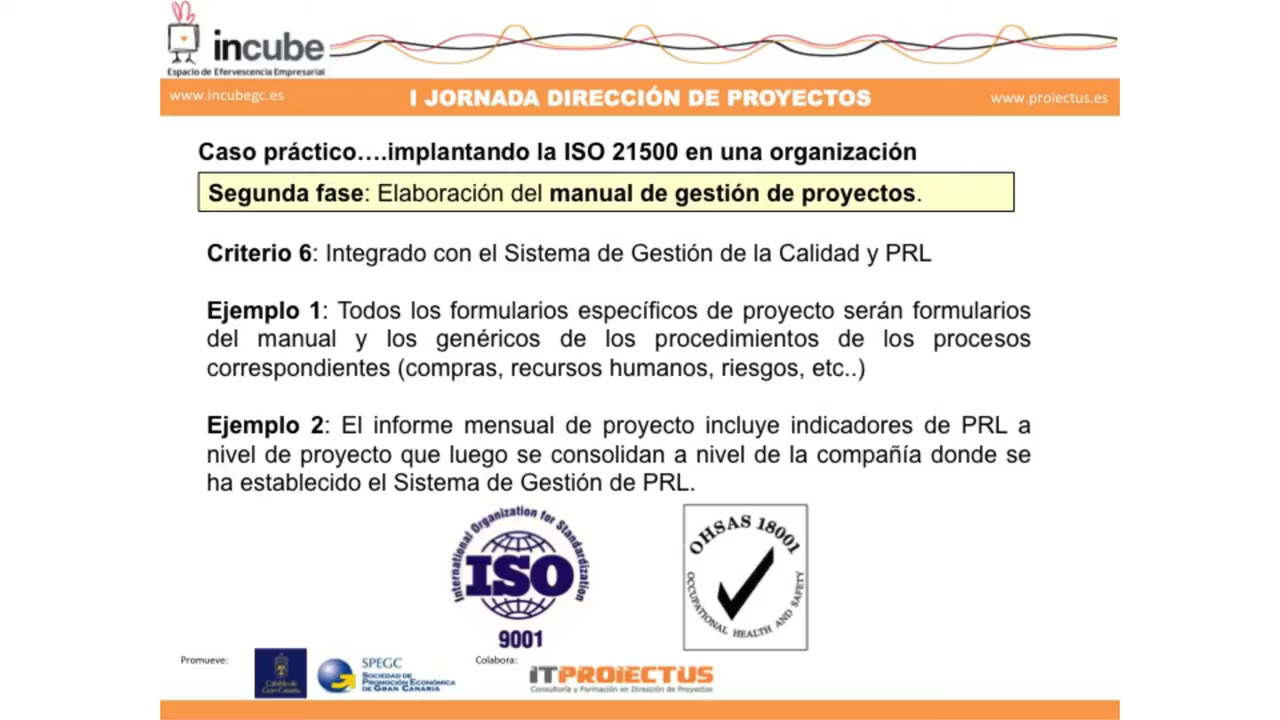 incube
Espacio de Efervescencia Empresarial
www.incubegc.es
I JORNADA DIRECCIÓN DE PROYECTOS
www.proiectus.es
Caso práctico....implantando la ISO 21500 en una organización
Segunda fase: Elaboración del manual de gestión de proyectos.
Criterio 6: Integrado con el Sistema de Gestión de la Calidad y PRL
Ejemplo 1: Todos los formularios específicos de proyecto serán formularios
del manual y los genéricos de los procedimientos de los procesos
correspondientes (compras, recursos humanos, riesgos, etc..)
Ejemplo 2: El informe mensual de proyecto incluye indicadores de PRL a
nivel de proyecto que luego se consolidan a nivel de la compañía donde se
ha establecido el Sistema de Gestión de PRL.
International Organization for Standardization
ISO
9001
OHSAS 18001
OCCUPATIONAL HEALTH AND SAFETY
Promueve:
Cabildo de
Gran Canaria
SPEGC
Sociedad de
Promoción Económica
de Gran Canaria
Colabora:
iTPROIECTUS
Consultoría y Formación en Dirección de Proyectos